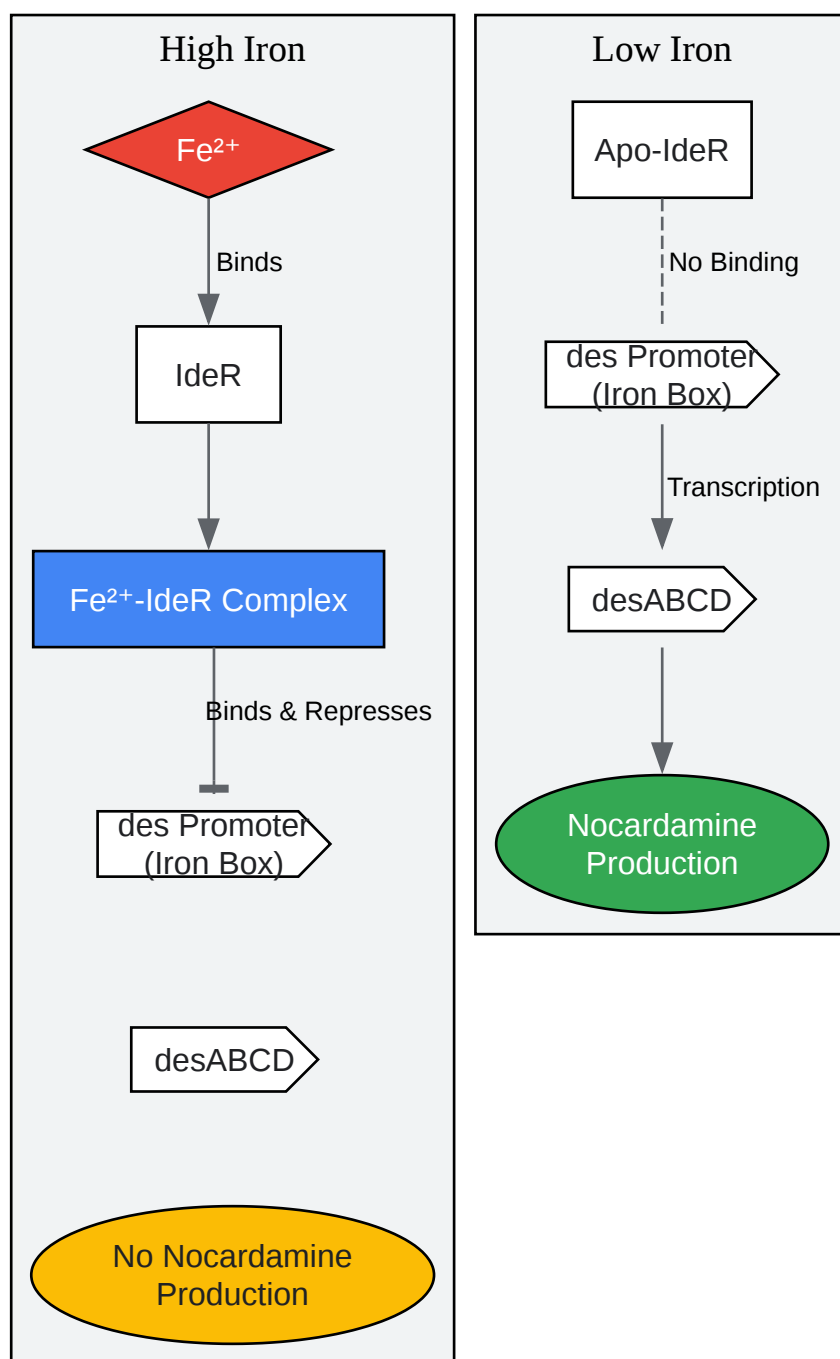 High Iron
Fe²⁺
Binds
IdeR
Fe²⁺-IdeR Complex
Binds & Represses
des Promoter
(Iron Box)
desABCD
No Nocardamine
Production
Low Iron
Apo-IdeR
No Binding
des Promoter
(Iron Box)
Transcription
desABCD
Nocardamine
Production